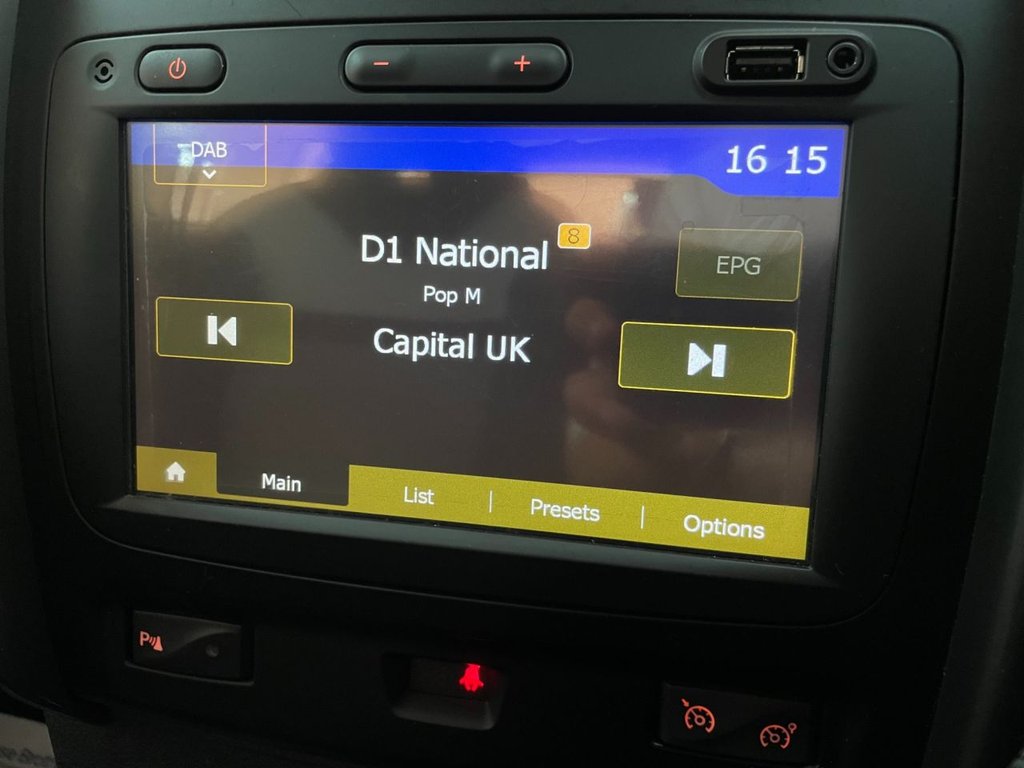 DAB
16 15
D1 National 8
Pop M
EPG
Capital UK
Main
List
Presets
Options
P